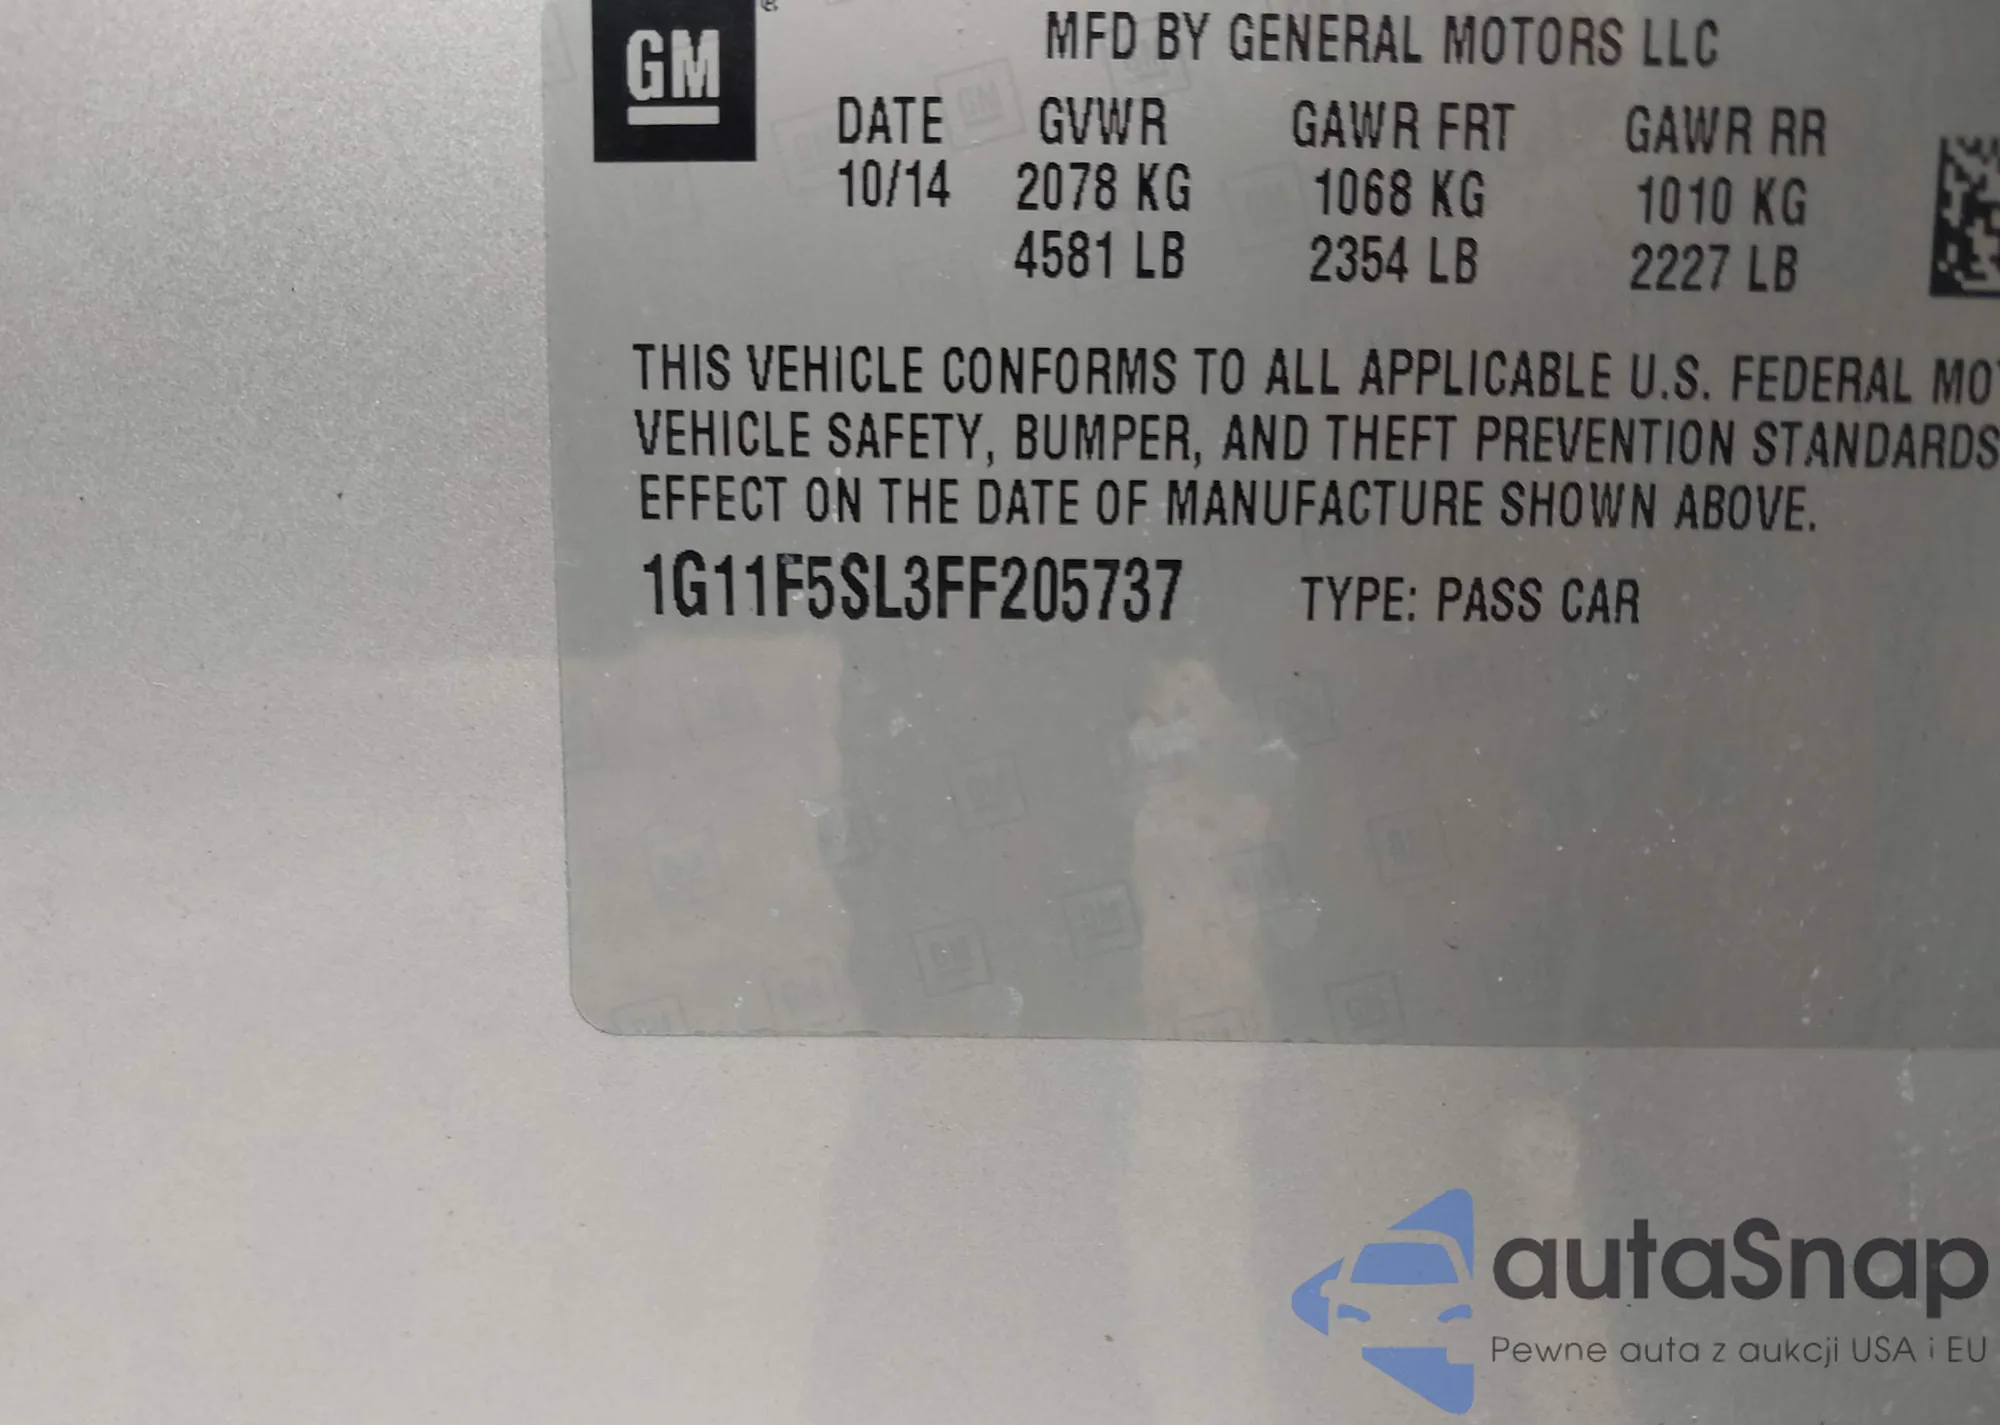 GM
MFD BY GENERAL MOTORS LLC
DATE GVWR GAWR FRT GAWR RR
10/14 2078 KG 1068 KG 1010 KG
4581 LB 2354 LB 2227 LB
THIS VEHICLE CONFORMS TO ALL APPLICABLE U.S. FEDERAL MO
VEHICLE SAFETY, BUMPER, AND THEFT PREVENTION STANDARDS
EFFECT ON THE DATE OF MANUFACTURE SHOWN ABOVE.
1G11F5SL3FF205737 TYPE: PASS CAR
autaSnap
Pewne auta z aukcji USA i EU